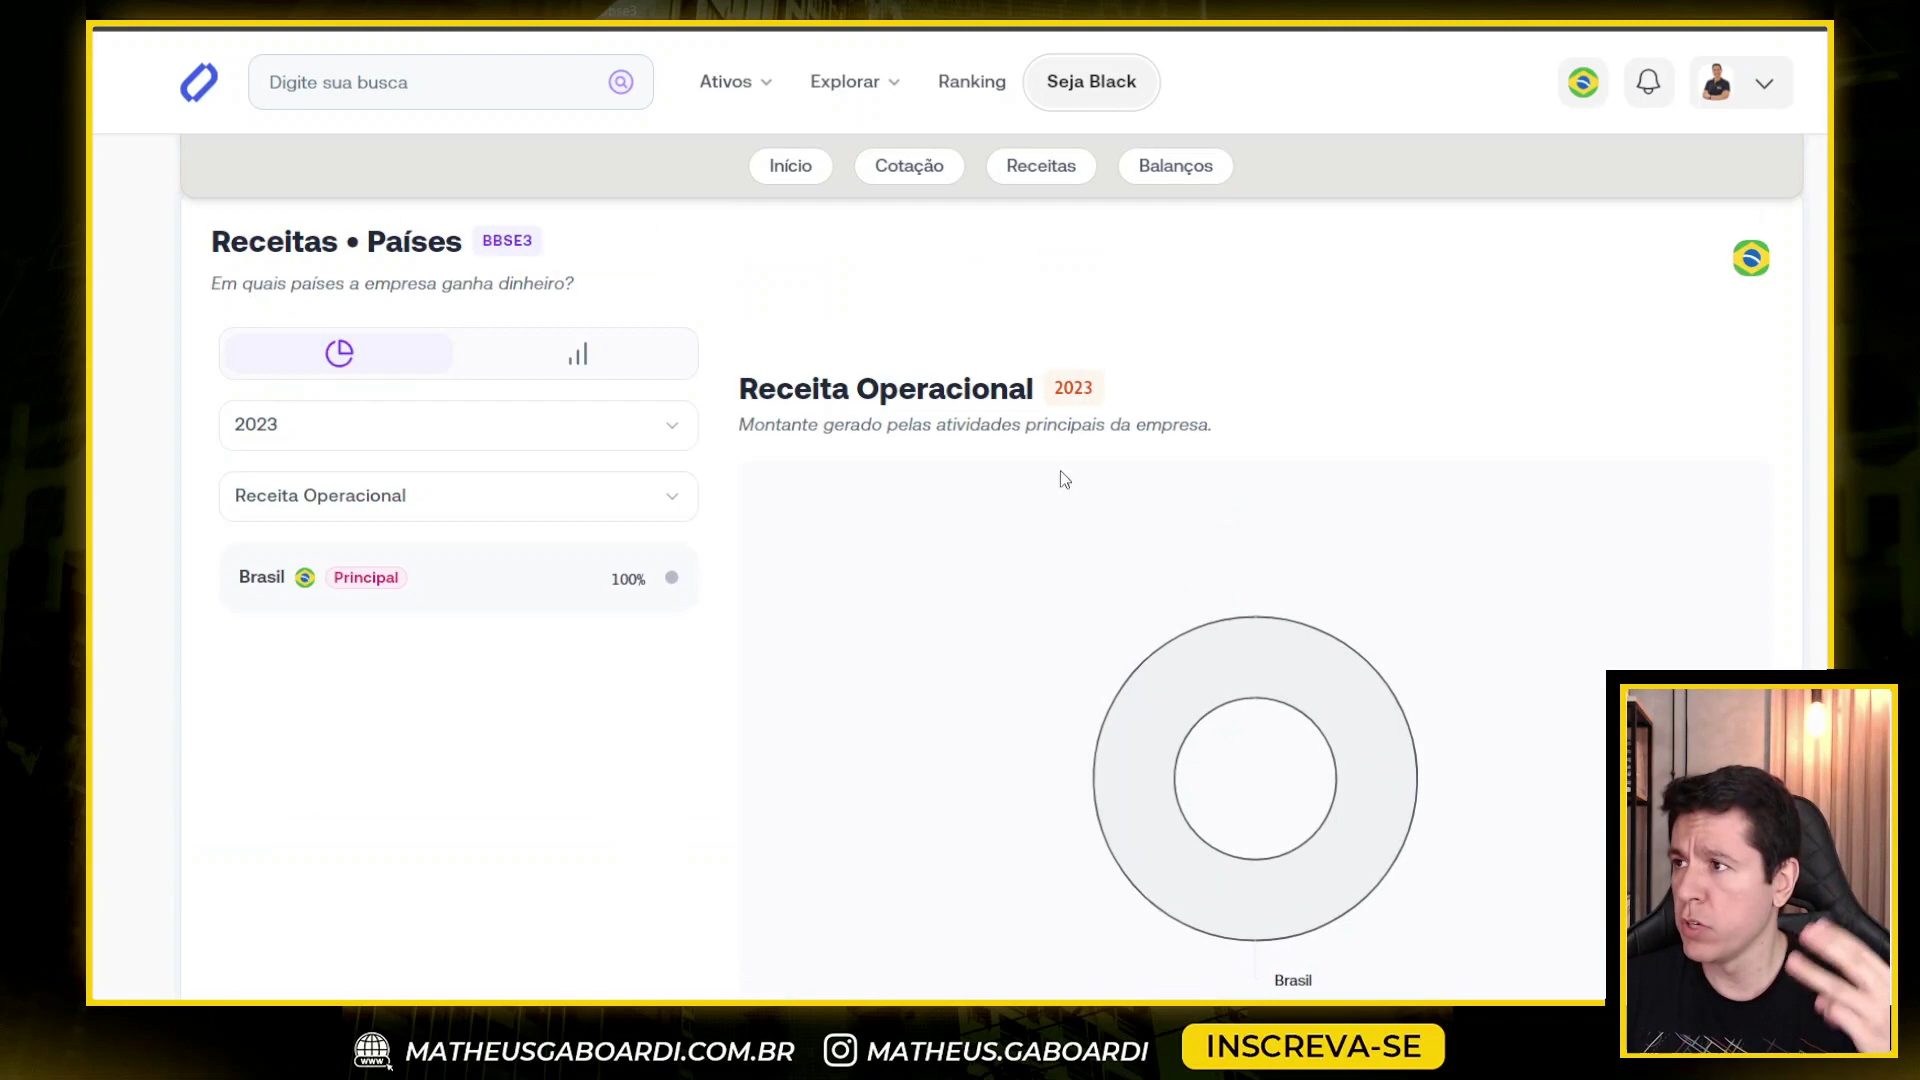 bse3
Digite sua busca
Ativos
Explorar
Ranking
Seja Black
Início
Cotação
Receitas
Balanços
Receitas • Países
BBSE3
Em quais países a empresa ganha dinheiro?
2023
Receita Operacional
Brasil
Principal
100%
Receita Operacional
2023
Montante gerado pelas atividades principais da empresa.
Brasil
www
MATHEUSGABOARDI.COM.BR
MATHEUS.GABOARDI
INSCREVA-SE